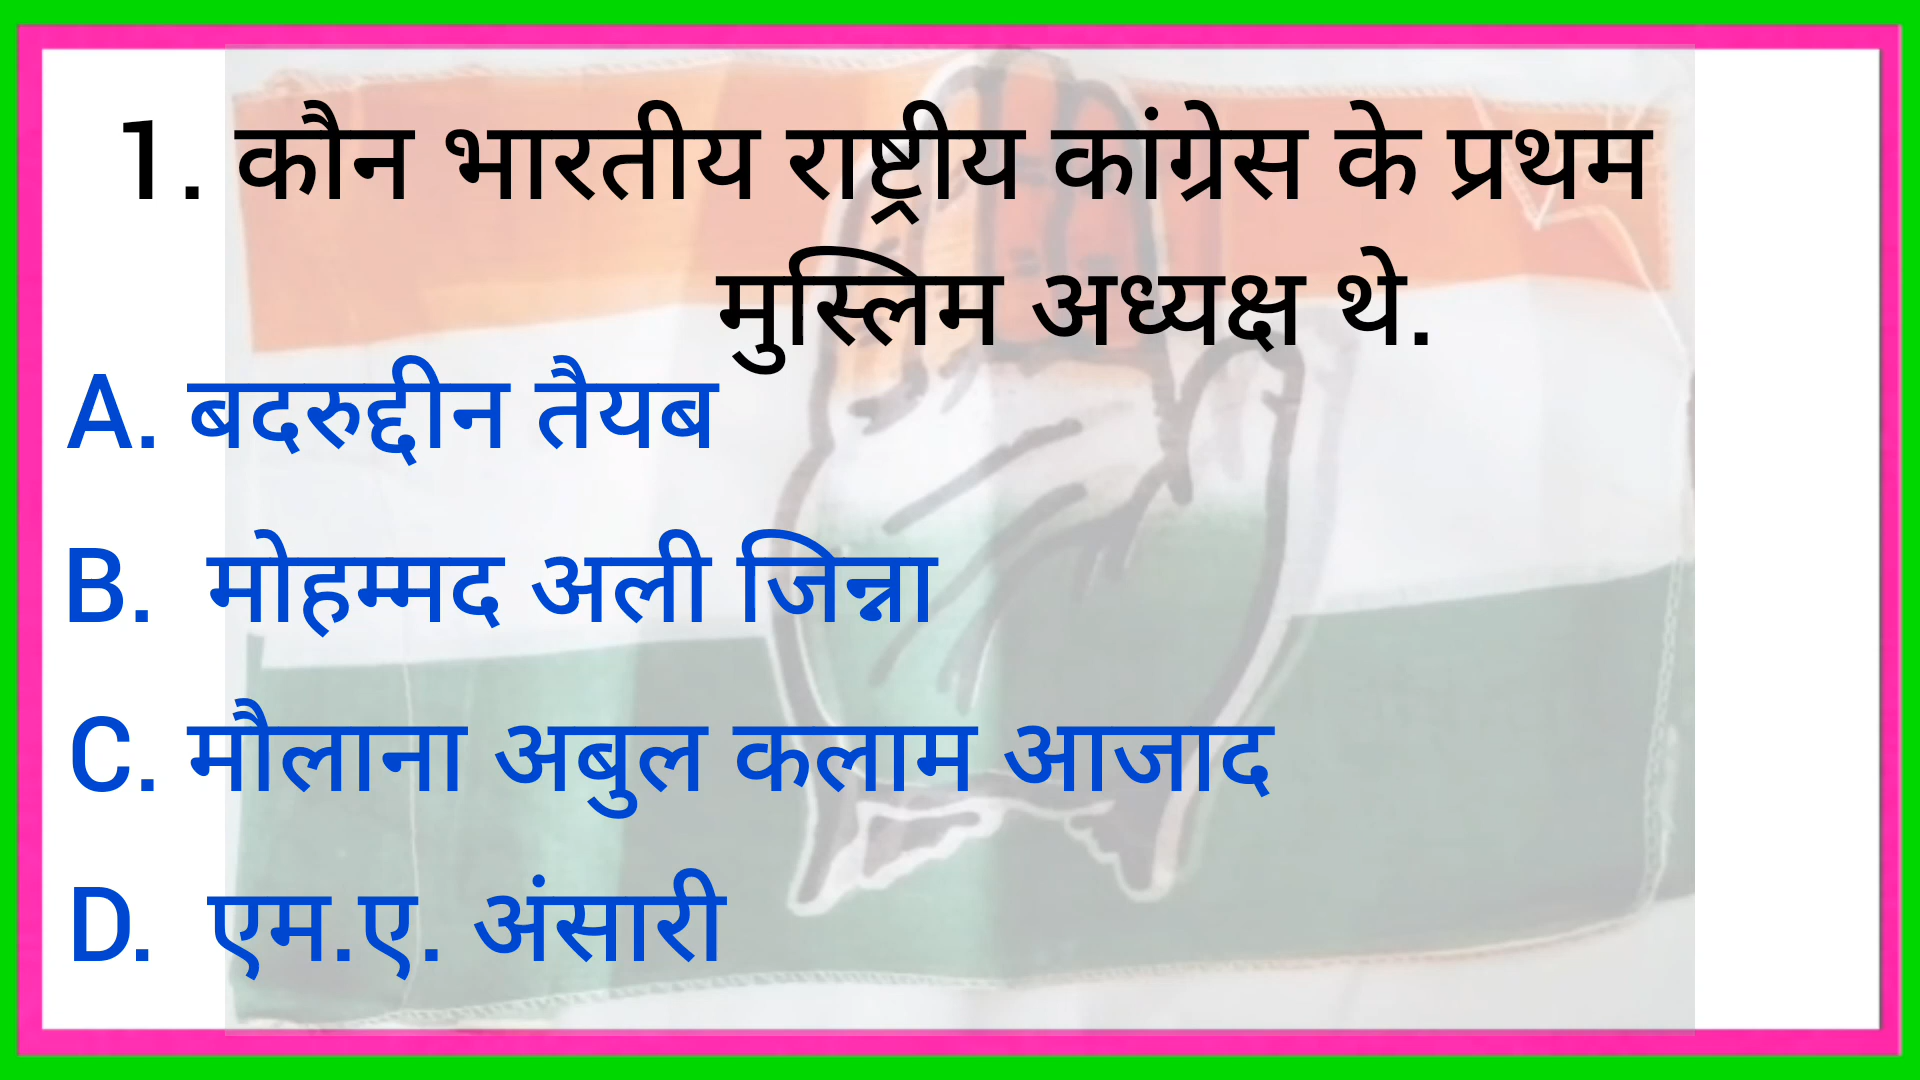 1. कौन भारतीय राष्ट्रीय कांग्रेस के प्रथम
मुस्लिम अध्यक्ष थे.
A. बदरुद्दीन तैयब
B. मोहम्मद अली जिन्ना
C. मौलाना अबुल कलाम आजाद
D. एम.ए. अंसारी